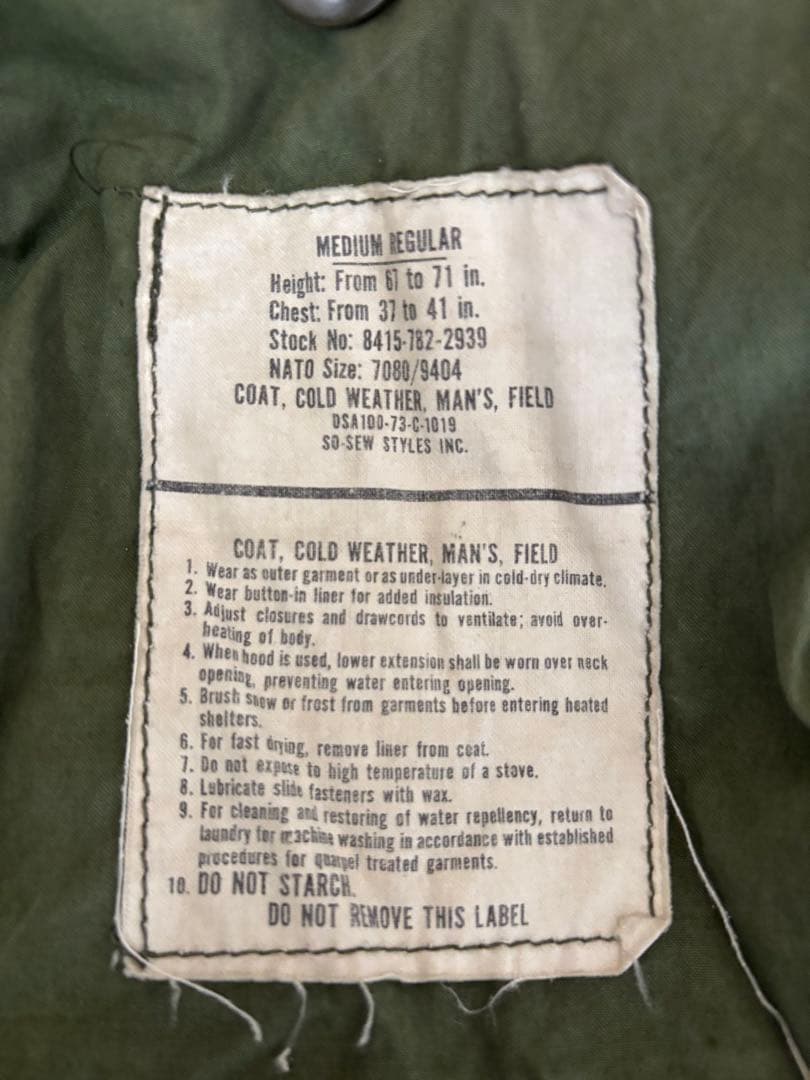 MEDIUM REGULAR
Height: From 67 to 71 in.
Chest: From 37 to 41 in.
Stock No: 8415-782-2939
NATO Size: 7080/9404
COAT, COLD WEATHER, MAN'S, FIELD
DSA100-73-C-1019
SO-SEW STYLES INC.
COAT, COLD WEATHER, MAN'S, FIELD
1. Wear as outer garment or as under-layer in cold-dry climate.
2. Wear button-in liner for added insulation.
3. Adjust closures and drawcords to ventilate; avoid over-
heating of body.
4. When hood is used, lower extension shall be worn over neck
opening, preventing water entering opening.
5. Brush snow or frost from garments before entering heated
shelters.
6. For fast drying, remove liner from coat.
7. Do not expose to high temperature of a stove.
8. Lubricate slide fasteners with wax.
9. For cleaning and restoring of water repellency, return to
laundry for machine washing in accordance with established
procedures for quarpel treated garments.
10. DO NOT STARCH.
DO NOT REMOVE THIS LABEL